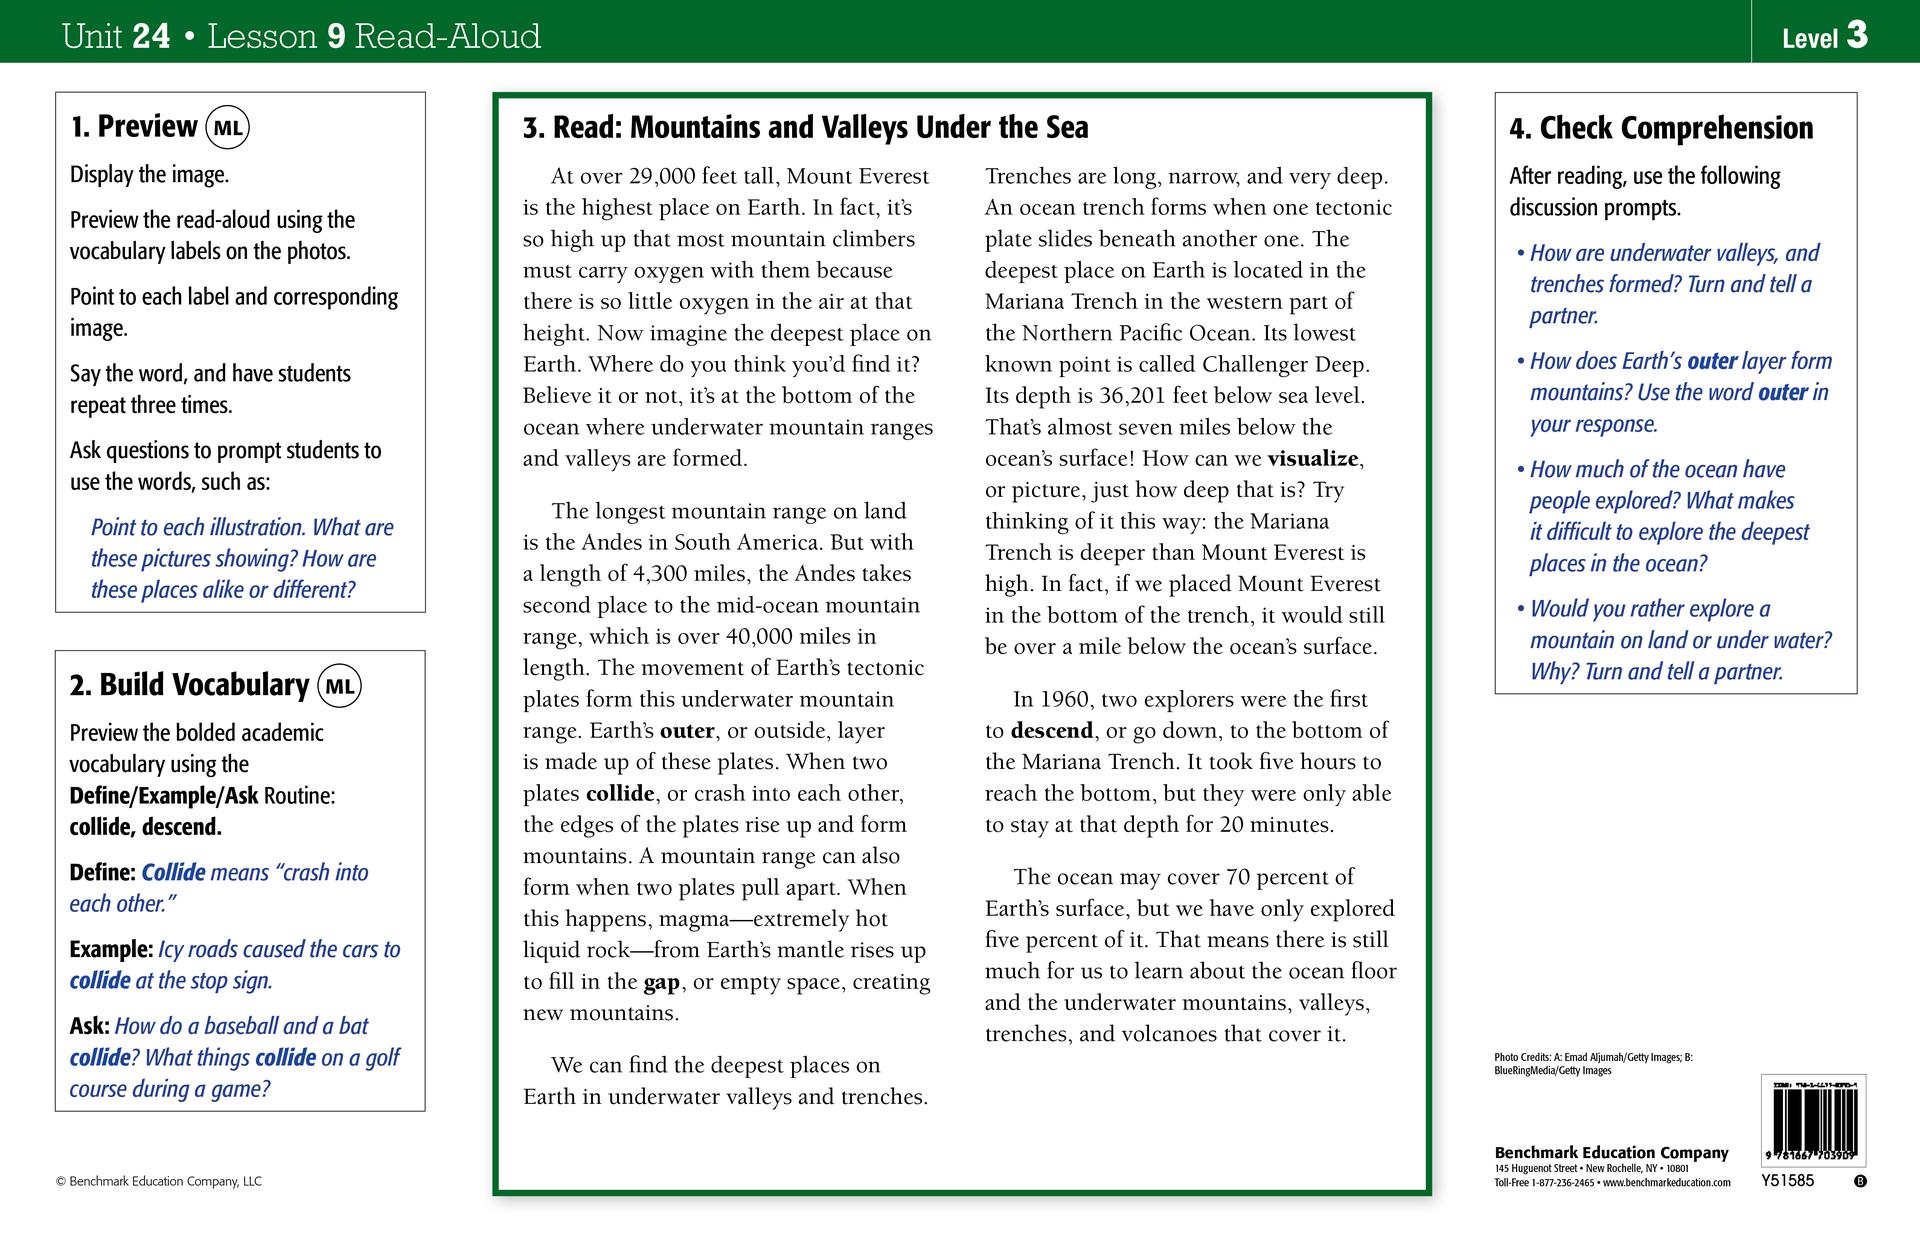 Unit 24 • Lesson 9 Read-Aloud
Level 3
1. Preview ML
Display the image.
Preview the read-aloud using the
vocabulary labels on the photos.
Point to each label and corresponding
image.
Say the word, and have students
repeat three times.
Ask questions to prompt students to
use the words, such as:
Point to each illustration. What are
these pictures showing? How are
these places alike or different?
2. Build Vocabulary ML
Preview the bolded academic
vocabulary using the
Define/Example/Ask Routine:
collide, descend.
Define: Collide means “crash into
each other.”
Example: Icy roads caused the cars to
collide at the stop sign.
Ask: How do a baseball and a bat
collide? What things collide on a golf
course during a game?
© Benchmark Education Company, LLC
3. Read: Mountains and Valleys Under the Sea
At over 29,000 feet tall, Mount Everest
is the highest place on Earth. In fact, it’s
so high up that most mountain climbers
must carry oxygen with them because
there is so little oxygen in the air at that
height. Now imagine the deepest place on
Earth. Where do you think you’d find it?
Believe it or not, it’s at the bottom of the
ocean where underwater mountain ranges
and valleys are formed.
The longest mountain range on land
is the Andes in South America. But with
a length of 4,300 miles, the Andes takes
second place to the mid-ocean mountain
range, which is over 40,000 miles in
length. The movement of Earth’s tectonic
plates form this underwater mountain
range. Earth’s outer, or outside, layer
is made up of these plates. When two
plates collide, or crash into each other,
the edges of the plates rise up and form
mountains. A mountain range can also
form when two plates pull apart. When
this happens, magma—extremely hot
liquid rock—from Earth’s mantle rises up
to fill in the gap, or empty space, creating
new mountains.
We can find the deepest places on
Earth in underwater valleys and trenches.
Trenches are long, narrow, and very deep.
An ocean trench forms when one tectonic
plate slides beneath another one. The
deepest place on Earth is located in the
Mariana Trench in the western part of
the Northern Pacific Ocean. Its lowest
known point is called Challenger Deep.
Its depth is 36,201 feet below sea level.
That’s almost seven miles below the
ocean’s surface! How can we visualize,
or picture, just how deep that is? Try
thinking of it this way: the Mariana
Trench is deeper than Mount Everest is
high. In fact, if we placed Mount Everest
in the bottom of the trench, it would still
be over a mile below the ocean’s surface.
In 1960, two explorers were the first
to descend, or go down, to the bottom of
the Mariana Trench. It took five hours to
reach the bottom, but they were only able
to stay at that depth for 20 minutes.
The ocean may cover 70 percent of
Earth’s surface, but we have only explored
five percent of it. That means there is still
much for us to learn about the ocean floor
and the underwater mountains, valleys,
trenches, and volcanoes that cover it.
4. Check Comprehension
After reading, use the following
discussion prompts.
• How are underwater valleys, and
trenches formed? Turn and tell a
partner.
• How does Earth’s outer layer form
mountains? Use the word outer in
your response.
• How much of the ocean have
people explored? What makes
it difficult to explore the deepest
places in the ocean?
• Would you rather explore a
mountain on land or under water?
Why? Turn and tell a partner.
Photo Credits: A: Emad Aljumah/Getty Images; B:
BlueRingMedia/Getty Images
Benchmark Education Company
145 Huguenot Street • New Rochelle, NY • 10801
Toll-Free 1-877-236-2465 • www.benchmarkeducation.com
9 781667 703909
Y51585
B